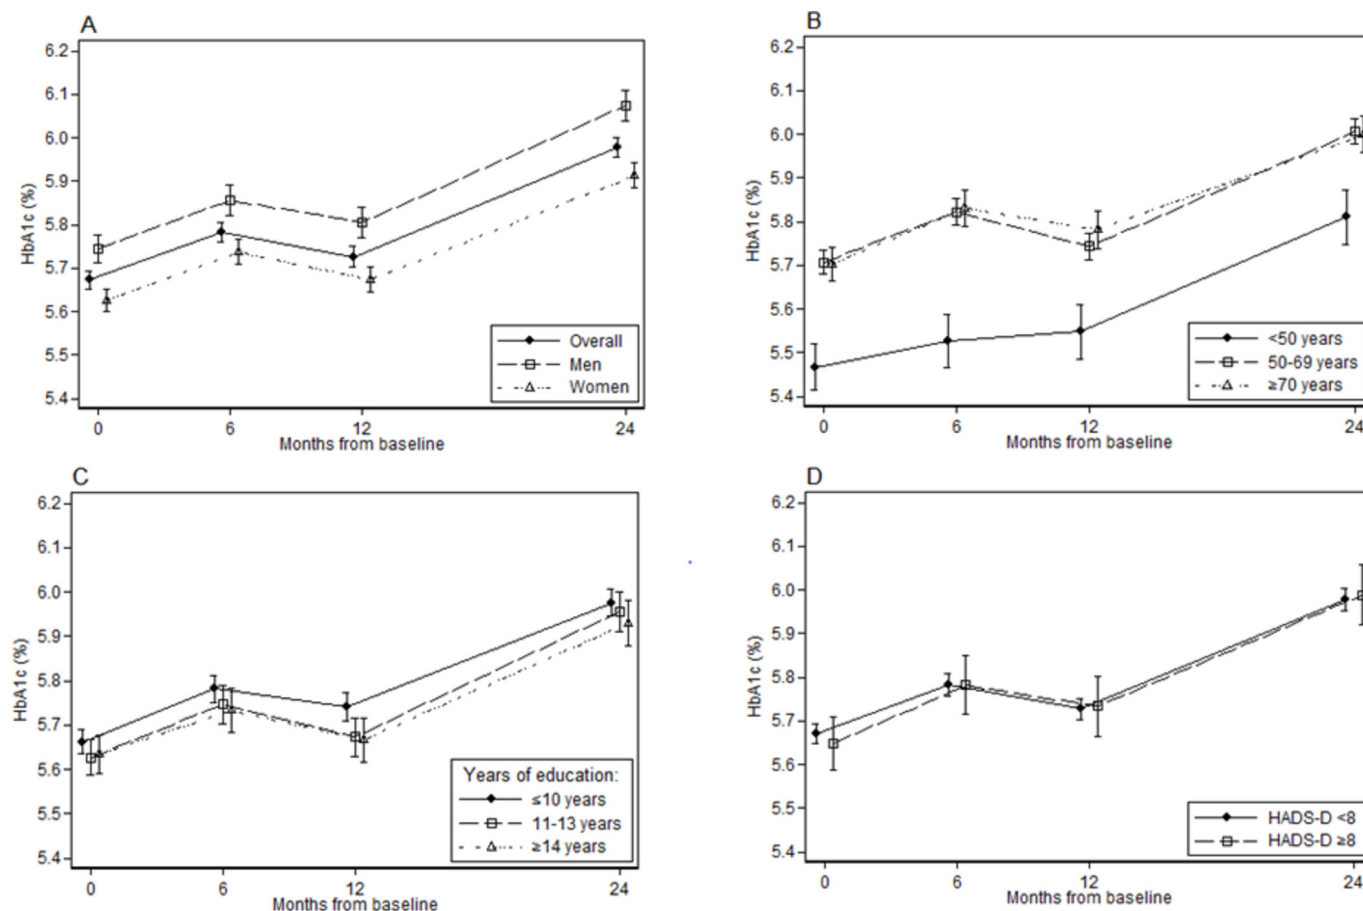 A
HbA1c (%)
6.2
6.1
6.0
5.9
5.8
5.7
5.6
5.5
5.4
Overall
Men
Women
0 6 12 24
Months from baseline
B
HbA1c (%)
6.2
6.1
6.0
5.9
5.8
5.7
5.6
5.5
5.4
<50 years
50-69 years
≥70 years
0 6 12 24
Months from baseline
C
HbA1c (%)
6.2
6.1
6.0
5.9
5.8
5.7
5.6
5.5
5.4
Years of education:
≤10 years
11-13 years
≥14 years
0 6 12 24
Months from baseline
D
HbA1c (%)
6.2
6.1
6.0
5.9
5.8
5.7
5.6
5.5
5.4
HADS-D <8
HADS-D ≥8
0 6 12 24
Months from baseline